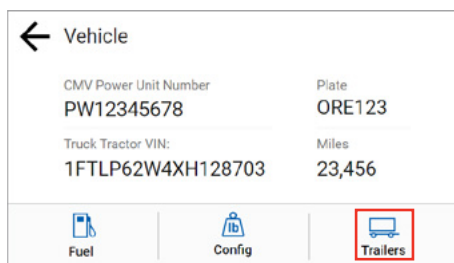 Vehicle
CMV Power Unit Number Plate
PW12345678 ORE123
Truck Tractor VIN: Miles
1FTLP62W4XH128703 23,456
lb
Fuel Config Trailers